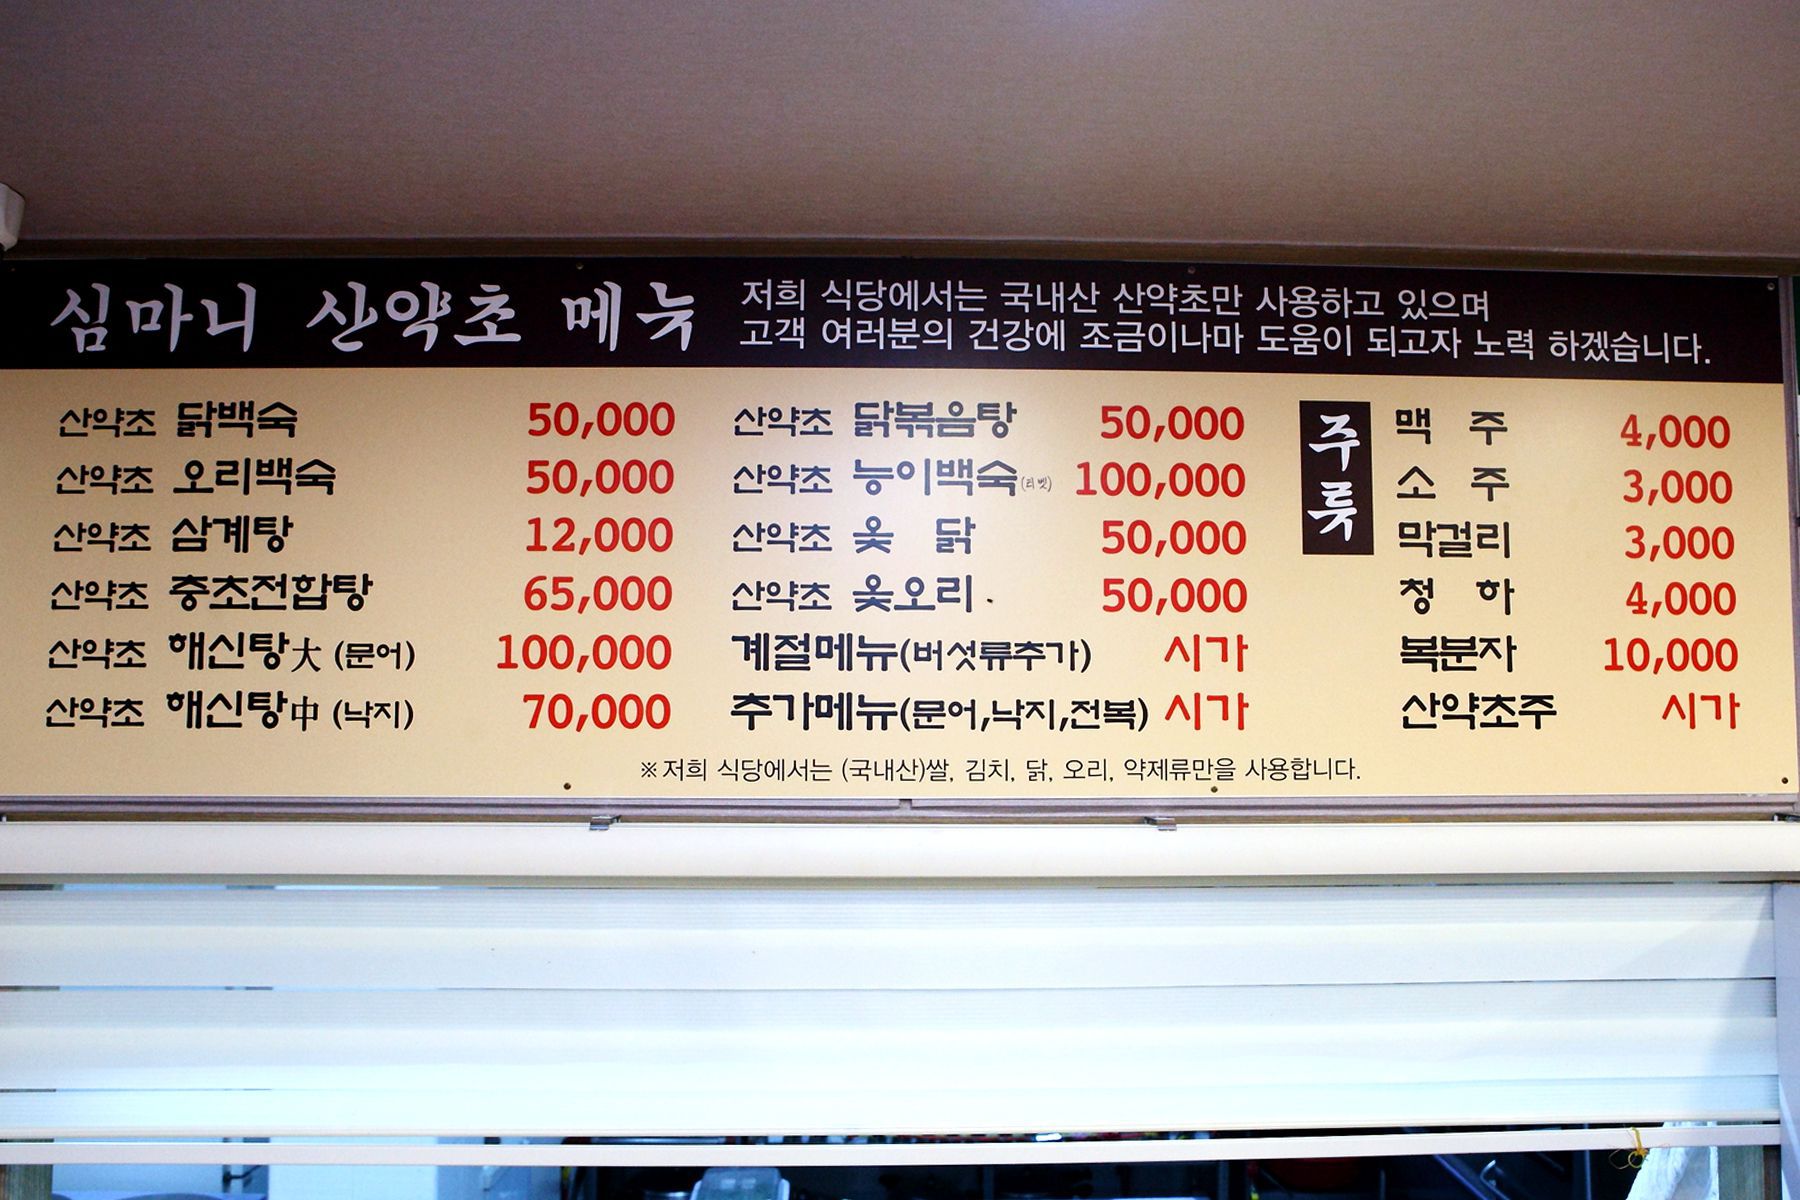 심마니 산약초 메뉴
저희 식당에서는 국내산 산약초만 사용하고 있으며
고객 여러분의 건강에 조금이나마 도움이 되고자 노력 하겠습니다.
산약초 닭백숙 50,000
산약초 오리백숙 50,000
산약초 삼계탕 12,000
산약초 충초전합탕 65,000
산약초 해신탕大 (문어) 100,000
산약초 해신탕中 (낙지) 70,000
산약초 닭볶음탕 50,000
산약초 능이백숙(티벳) 100,000
산약초 옻 닭 50,000
산약초 옻오리 50,000
계절메뉴(버섯류추가) 시가
추가메뉴(문어,낙지,전복) 시가
주류
맥 주 4,000
소 주 3,000
막걸리 3,000
청 하 4,000
복분자 10,000
산약초주 시가
※저희 식당에서는 (국내산)쌀, 김치, 닭, 오리, 약제류만을 사용합니다.